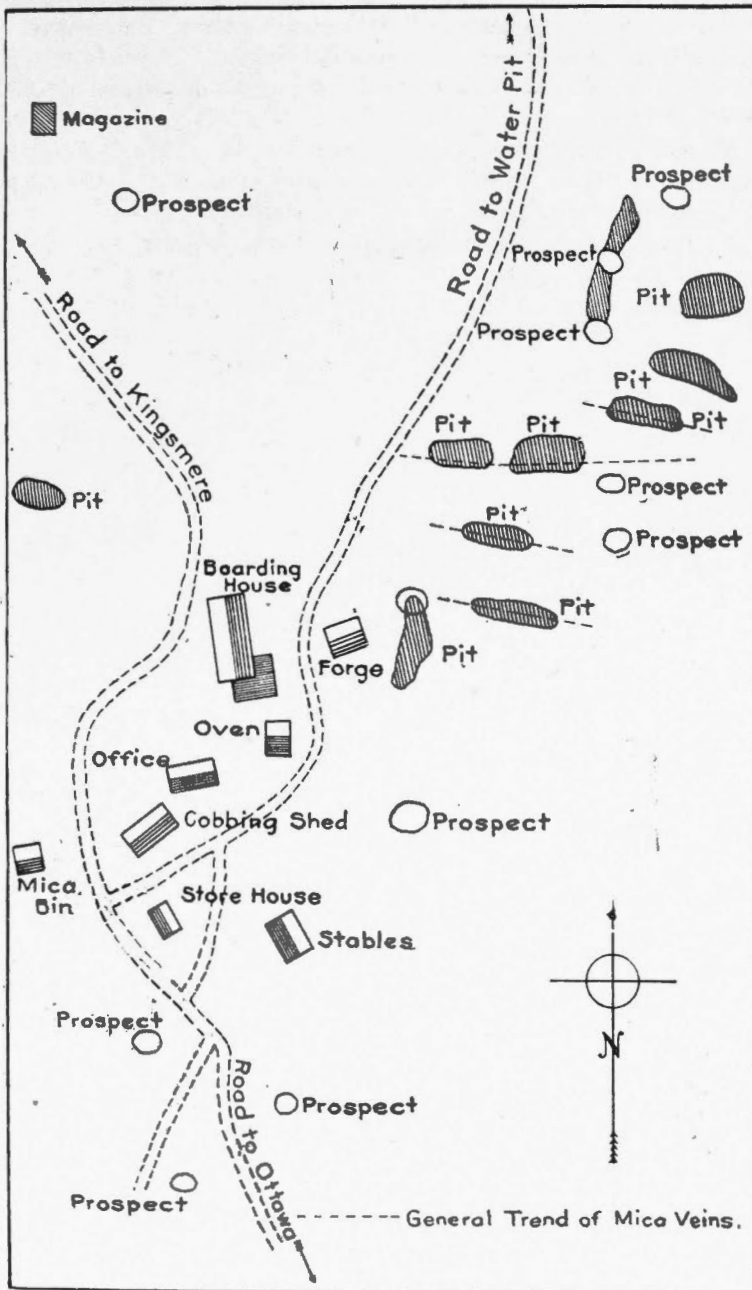 Magazine
Prospect
Road to Water Pit
Prospect
Prospect
Pit
Prospect
Road to Kingsmere
Pit
Pit
Pit
Pit
Prospect
Pit
Pit
Prospect
Boarding
House
Pit
Forge
Pit
Oven
Office
Cobbing Shed
Prospect
Mica
Bin
Store House
Stables
Prospect
N
Road to Ottawa
Prospect
Prospect
General Trend of Mica Veins.